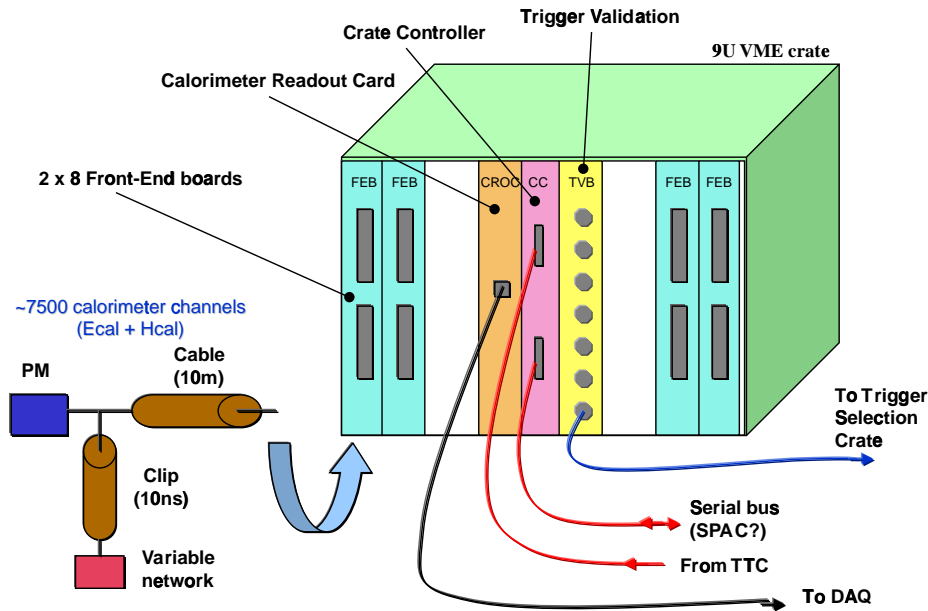 Trigger Validation
Crate Controller
9U VME crate
Calorimeter Readout Card
2 x 8 Front-End boards
FEB
FEB
CROC
CC
TVB
FEB
FEB
~7500 calorimeter channels
(Ecal + Hcal)
PM
Cable
(10m)
To Trigger
Selection
Crate
Clip
(10ns)
Serial bus
(SPAC?)
Variable
network
From TTC
To DAQ